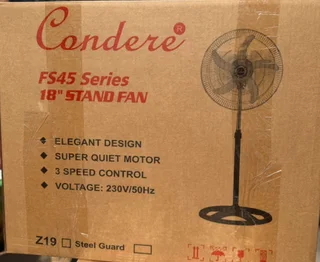 Condere®
FS45 Series
18" STAND FAN
ELEGANT DESIGN
SUPER QUIET MOTOR
3 SPEED CONTROL
VOLTAGE: 230V/50Hz
Z19 Steel Guard